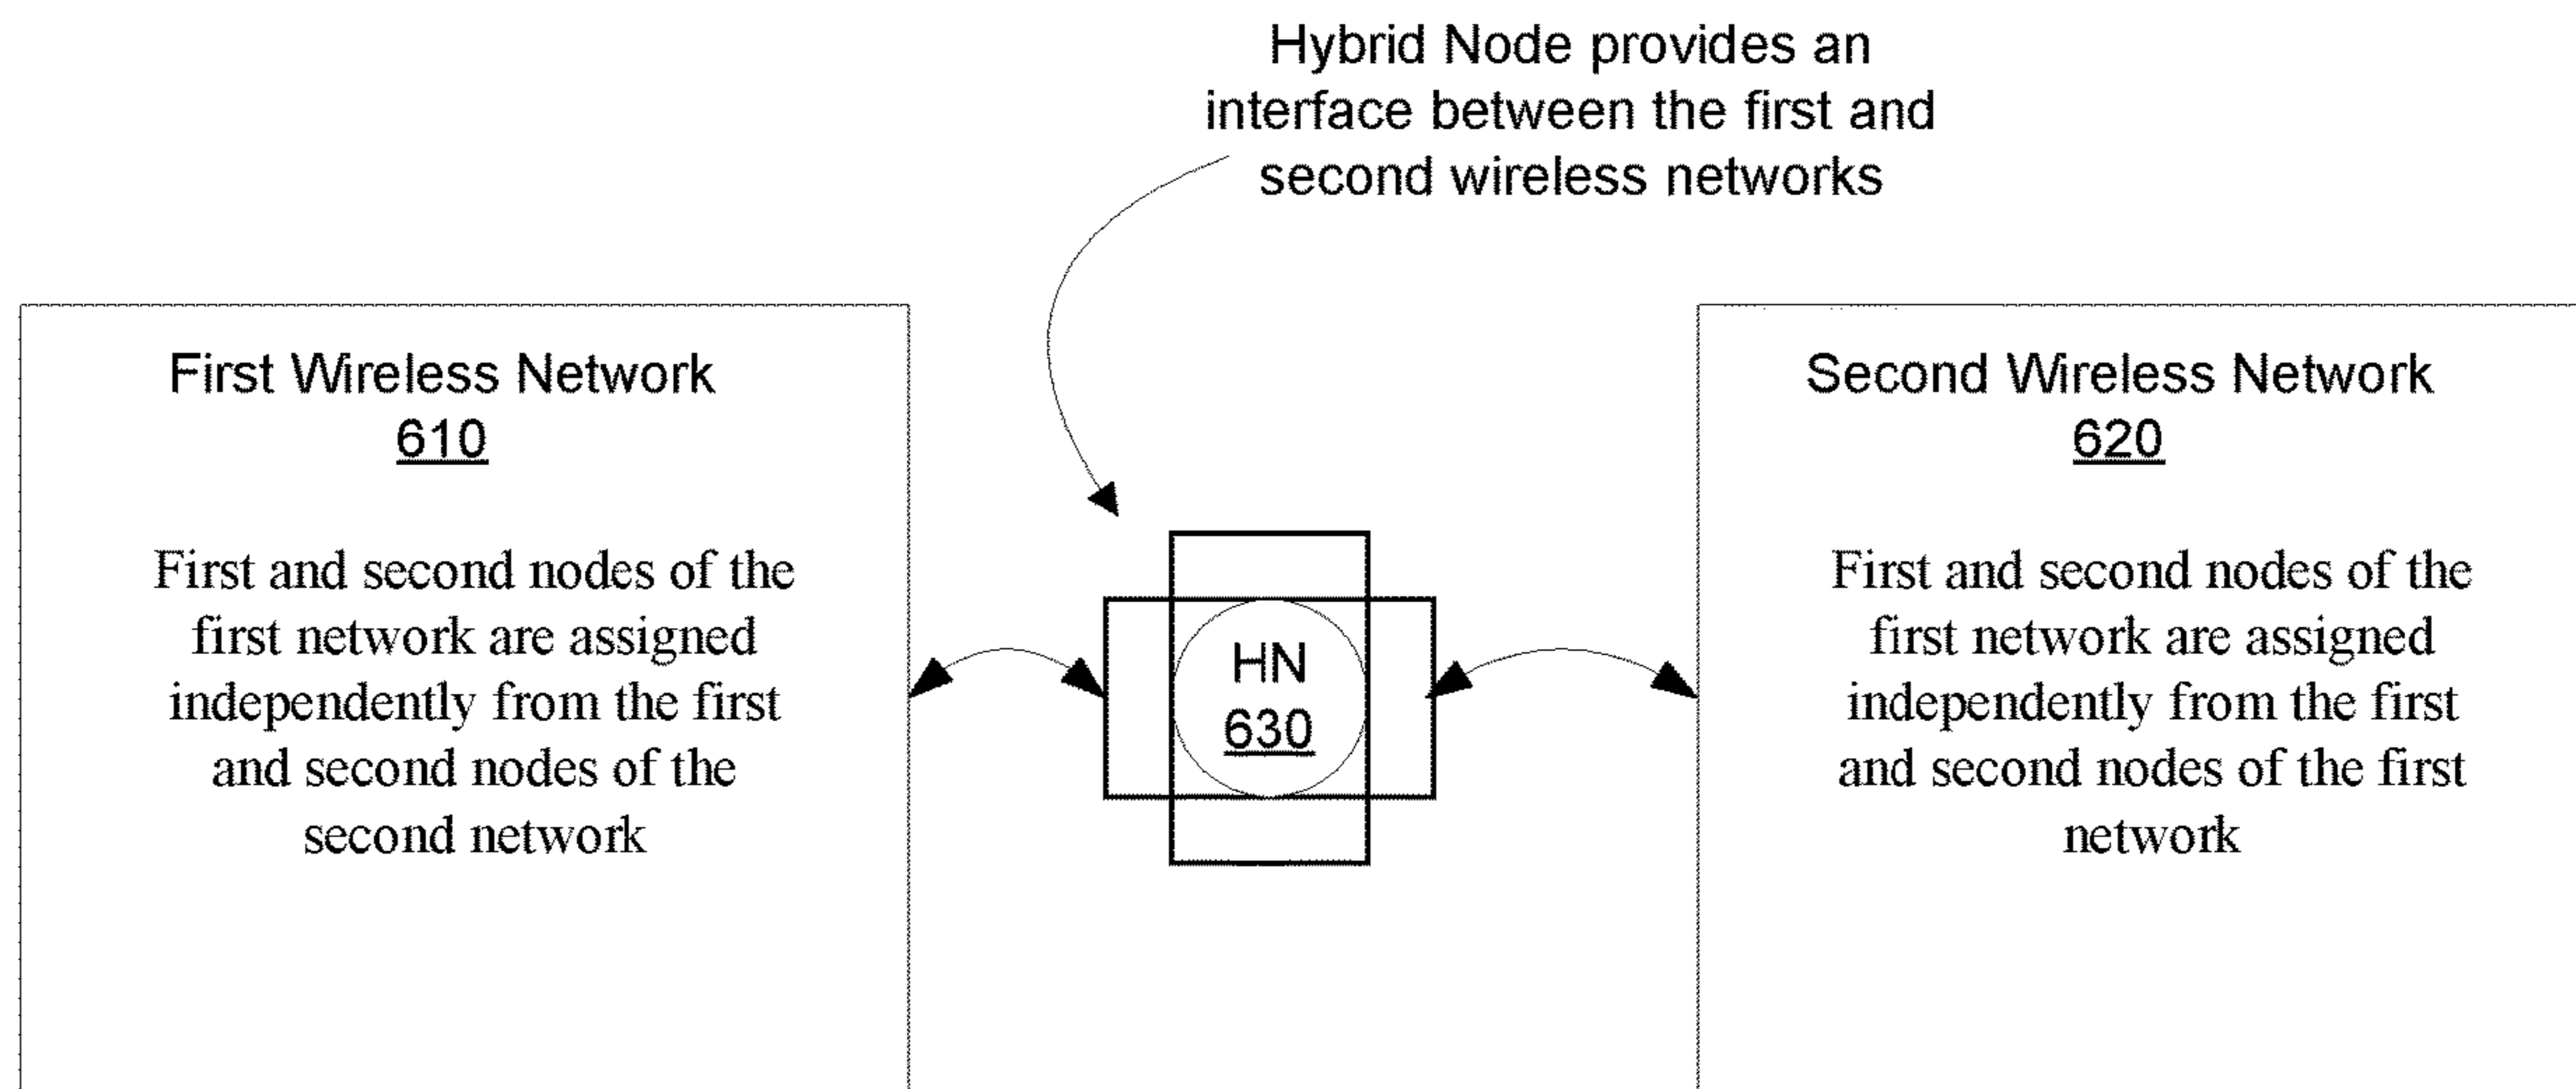 Hybrid Node provides an
interface between the first and
second wireless networks
First Wireless Network
610
First and second nodes of the
first network are assigned
independently from the first
and second nodes of the
second network
HN
630
Second Wireless Network
620
First and second nodes of the
first network are assigned
independently from the first
and second nodes of the first
network